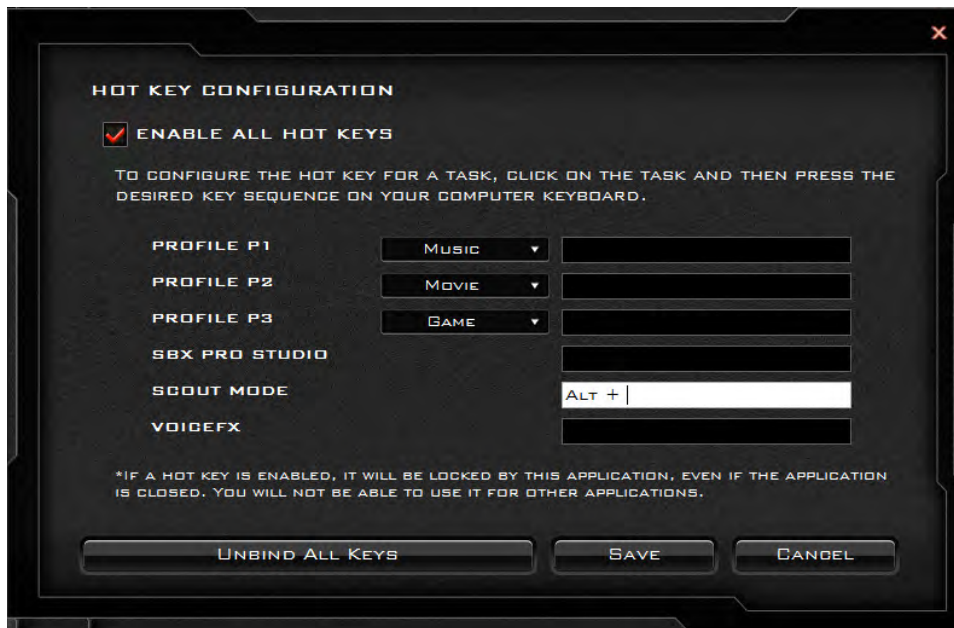 HOT KEY CONFIGURATION
ENABLE ALL HOT KEYS
TO CONFIGURE THE HOT KEY FOR A TASK, CLICK ON THE TASK AND THEN PRESS THE
DESIRED KEY SEQUENCE ON YOUR COMPUTER KEYBOARD.
PROFILE P1 MUSIC
PROFILE P2 MOVIE
PROFILE P3 GAME
SBX PRO STUDIO
SCOUT MODE ALT +
VOICEFX
*IF A HOT KEY IS ENABLED, IT WILL BE LOCKED BY THIS APPLICATION, EVEN IF THE APPLICATION
IS CLOSED. YOU WILL NOT BE ABLE TO USE IT FOR OTHER APPLICATIONS.
UNBIND ALL KEYS SAVE CANCEL